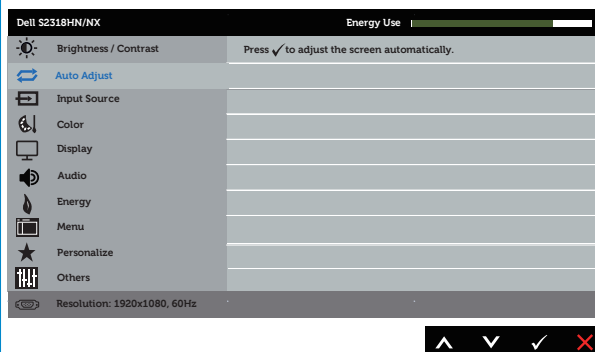 Dell S2318HN/NX Energy Use
Brightness / Contrast Press ✓ to adjust the screen automatically.
Auto Adjust
Input Source
Color
Display
Audio
Energy
Menu
Personalize
Others
Resolution: 1920x1080, 60Hz